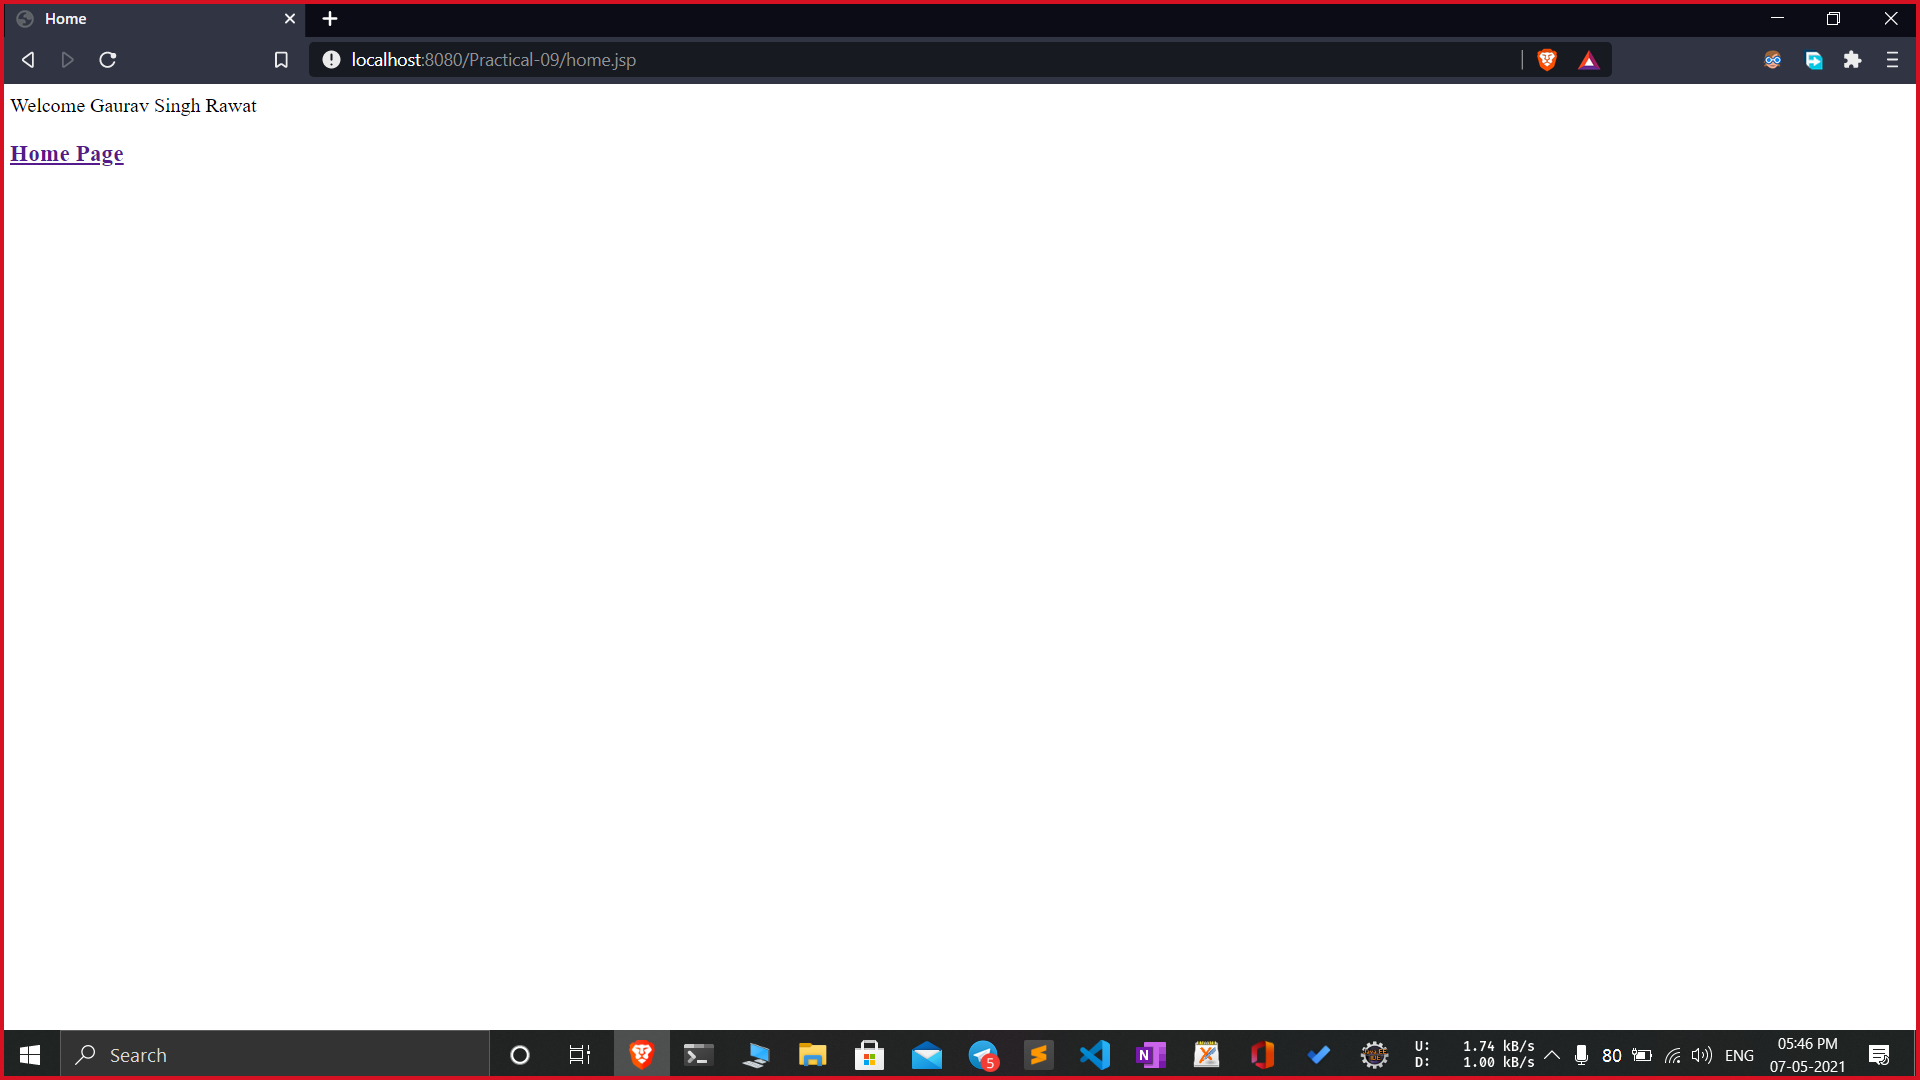 Home
localhost:8080/Practical-09/home.jsp
Welcome Gaurav Singh Rawat
Home Page
Search
5
N
U: 1.74 kB/s
D: 1.00 kB/s
80
ENG
05:46 PM
07-05-2021